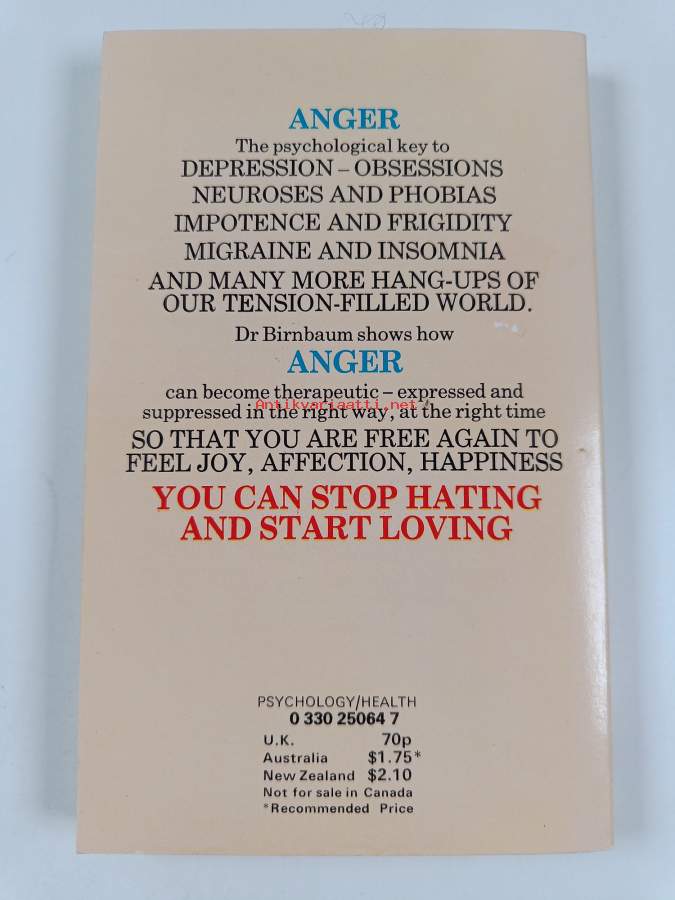 ANGER
The psychological key to
DEPRESSION – OBSESSIONS
NEUROSES AND PHOBIAS
IMPOTENCE AND FRIGIDITY
MIGRAINE AND INSOMNIA
AND MANY MORE HANG-UPS OF
OUR TENSION-FILLED WORLD.
Dr Birnbaum shows how
ANGER
can become therapeutic – expressed and
Antikvariaatti.net
suppressed in the right way, at the right time
SO THAT YOU ARE FREE AGAIN TO
FEEL JOY, AFFECTION, HAPPINESS
YOU CAN STOP HATING
AND START LOVING
PSYCHOLOGY/HEALTH
0 330 25064 7
U.K. 70p
Australia $1.75*
New Zealand $2.10
Not for sale in Canada
*Recommended Price